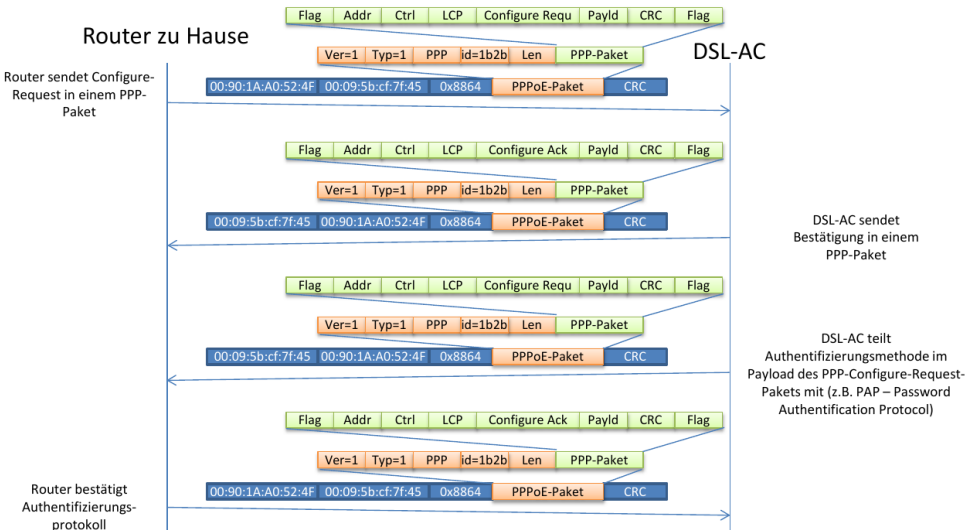 Flag Addr Ctrl LCP Configure Requ Payld CRC Flag
Router zu Hause
DSL-AC
Ver=1 Typ=1 PPP id=1b2b Len PPP-Paket
Router sendet Configure-
Request in einem PPP-
Paket
00:90:1A:A0:52:4F 00:09:5b:cf:7f:45 0x8864 PPPoE-Paket CRC
Flag Addr Ctrl LCP Configure Ack Payld CRC Flag
Ver=1 Typ=1 PPP id=1b2b Len PPP-Paket
00:09:5b:cf:7f:45 00:90:1A:A0:52:4F 0x8864 PPPoE-Paket CRC
DSL-AC sendet
Bestätigung in einem
PPP-Paket
Flag Addr Ctrl LCP Configure Requ Payld CRC Flag
Ver=1 Typ=1 PPP id=1b2b Len PPP-Paket
00:09:5b:cf:7f:45 00:90:1A:A0:52:4F 0x8864 PPPoE-Paket CRC
DSL-AC teilt
Authentifizierungsmethode im
Payload des PPP-Configure-Request-
Pakets mit (z.B. PAP – Password
Authentification Protocol)
Flag Addr Ctrl LCP Configure Ack Payld CRC Flag
Ver=1 Typ=1 PPP id=1b2b Len PPP-Paket
00:90:1A:A0:52:4F 00:09:5b:cf:7f:45 0x8864 PPPoE-Paket CRC
Router bestätigt
Authentifizierungs-
protokoll